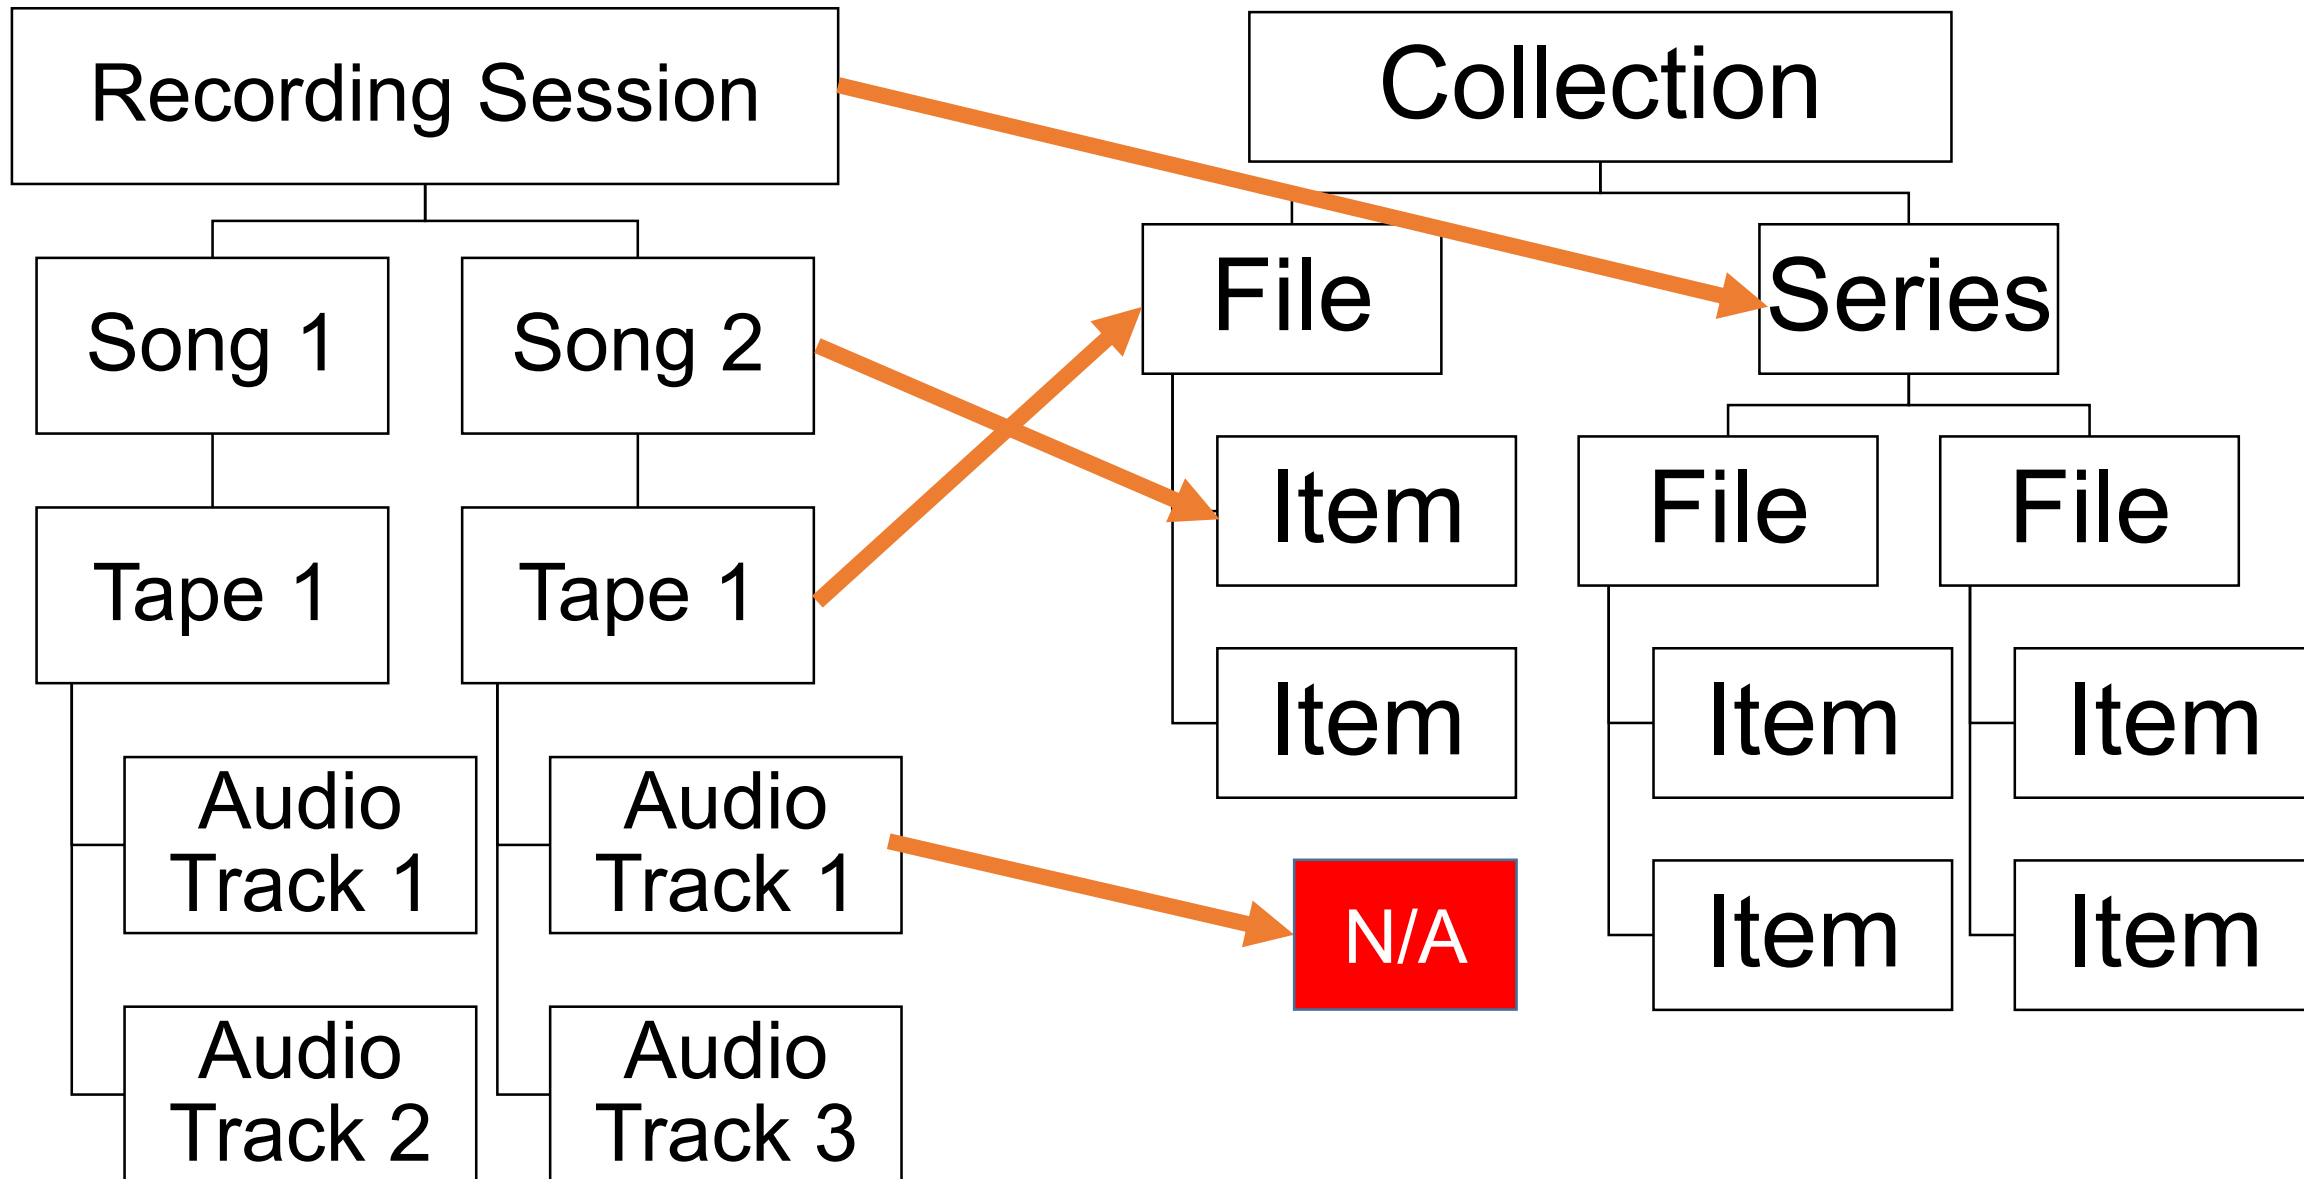 Recording Session
Collection
Song 1
Song 2
File
Series
Tape 1
Tape 1
Item
File
File
Item
Item
Item
Audio
Track 1
Audio
Track 1
N/A
Item
Item
Audio
Track 2
Audio
Track 3